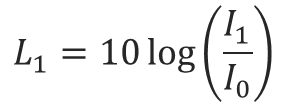 L₁ = 10 log(I₁/I₀)